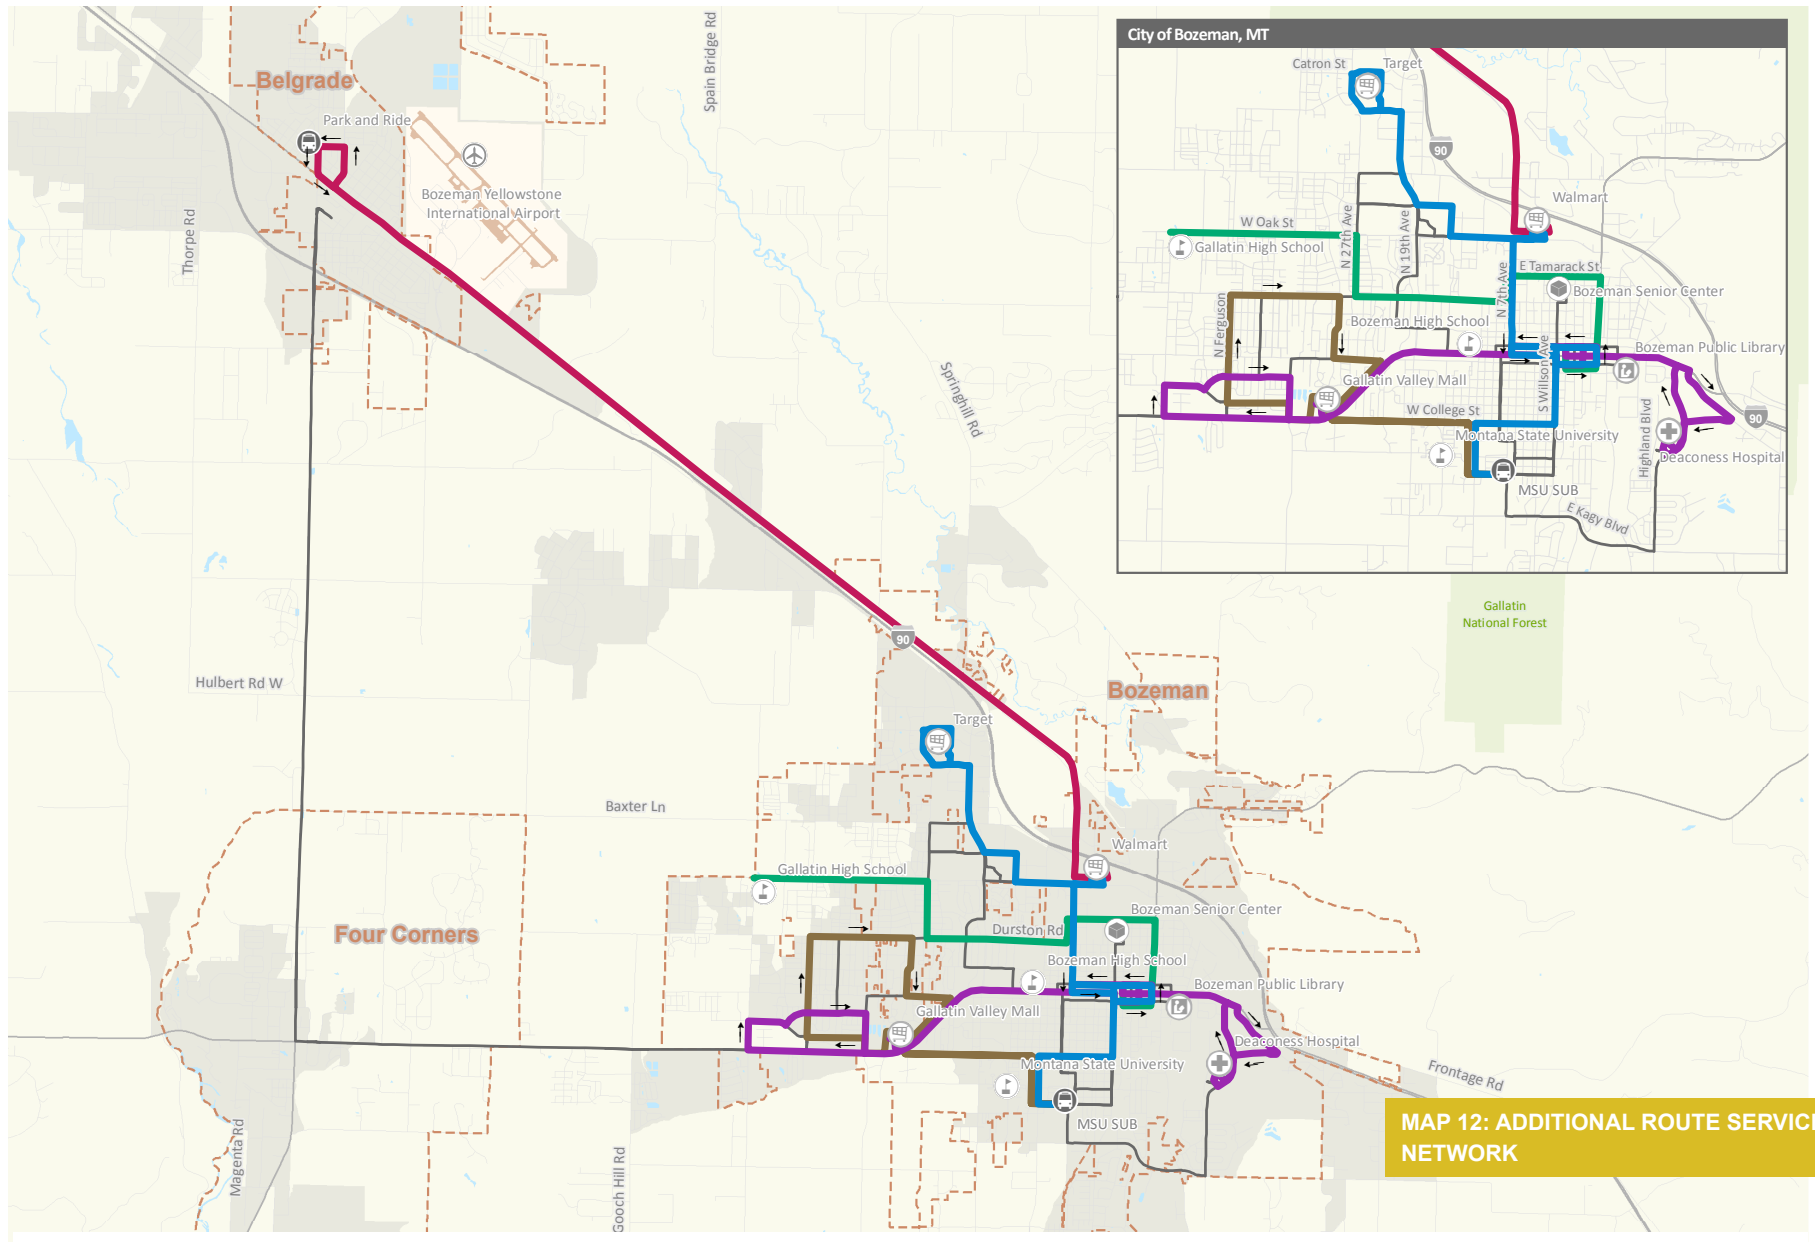 Belgrade
Park and Ride
Bozeman Yellowstone
International Airport
Spain Bridge Rd
Thorpe Rd
Springhill Rd
Hulbert Rd W
90
Bozeman
Target
Baxter Ln
Walmart
Gallatin High School
Bozeman Senior Center
Durston Rd
Four Corners
Bozeman High School
Bozeman Public Library
Gallatin Valley Mall
Deaconess Hospital
Montana State University
Frontage Rd
MSU SUB
Magenta Rd
Gooch Hill Rd
Gallatin
National Forest
City of Bozeman, MT
Catron St
Target
90
Walmart
W Oak St
Gallatin High School
N 27th Ave
N 19th Ave
E Tamarack St
N 7th Ave
Bozeman Senior Center
N Ferguson
Bozeman High School
Bozeman Public Library
S Willson Ave
Gallatin Valley Mall
W College St
Highland Blvd
90
Montana State University
Deaconess Hospital
MSU SUB
E Kagy Blvd
MAP 12: ADDITIONAL ROUTE SERVIC
NETWORK